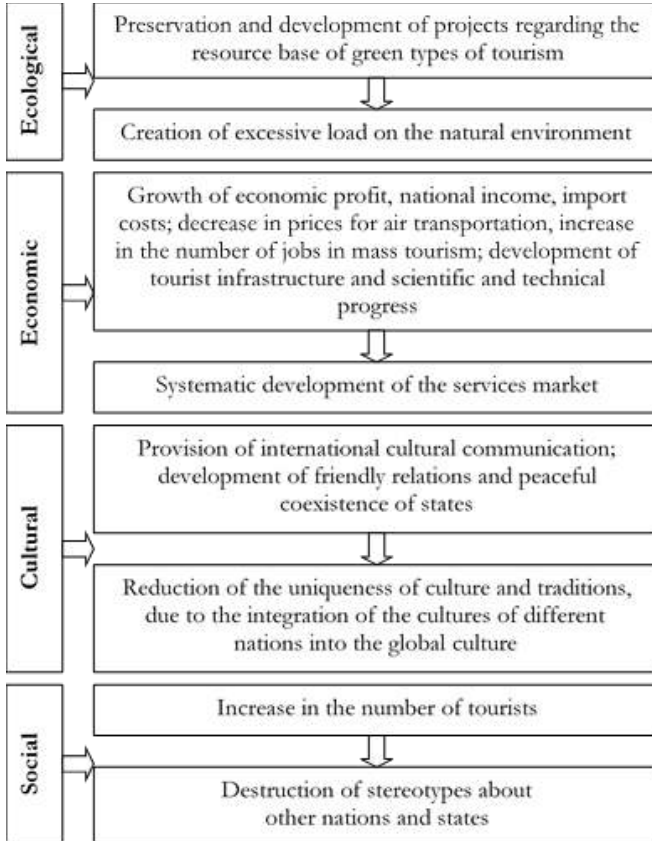 Ecological
Preservation and development of projects regarding the
resource base of green types of tourism
Creation of excessive load on the natural environment
Economic
Growth of economic profit, national income, import
costs; decrease in prices for air transportation, increase
in the number of jobs in mass tourism; development of
tourist infrastructure and scientific and technical
progress
Systematic development of the services market
Cultural
Provision of international cultural communication;
development of friendly relations and peaceful
coexistence of states
Reduction of the uniqueness of culture and traditions,
due to the integration of the cultures of different
nations into the global culture
Social
Increase in the number of tourists
Destruction of stereotypes about
other nations and states